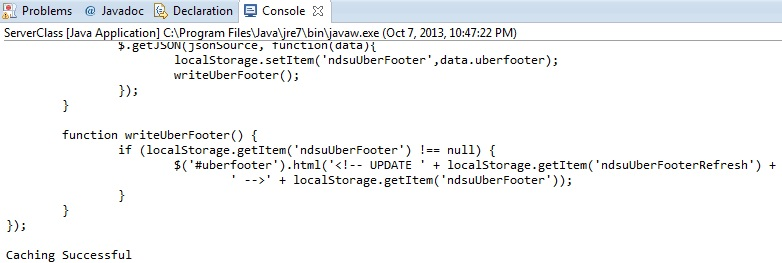 Problems @ Javadoc Declaration Console
ServerClass [Java Application] C:\Program Files\Java\jre7\bin\javaw.exe (Oct 7, 2013, 10:47:22 PM)
$.getJSON(jsonSource, function(data){
localStorage.setItem('ndsuUberFooter',data.uberfooter);
writeUberFooter();
});
}
function writeUberFooter() {
if (localStorage.getItem('ndsuUberFooter') !== null) {
$('#uberfooter').html('<!-- UPDATE ' + localStorage.getItem('ndsuUberFooterRefresh') +
' -->' + localStorage.getItem('ndsuUberFooter'));
}
}
});
Caching Successful